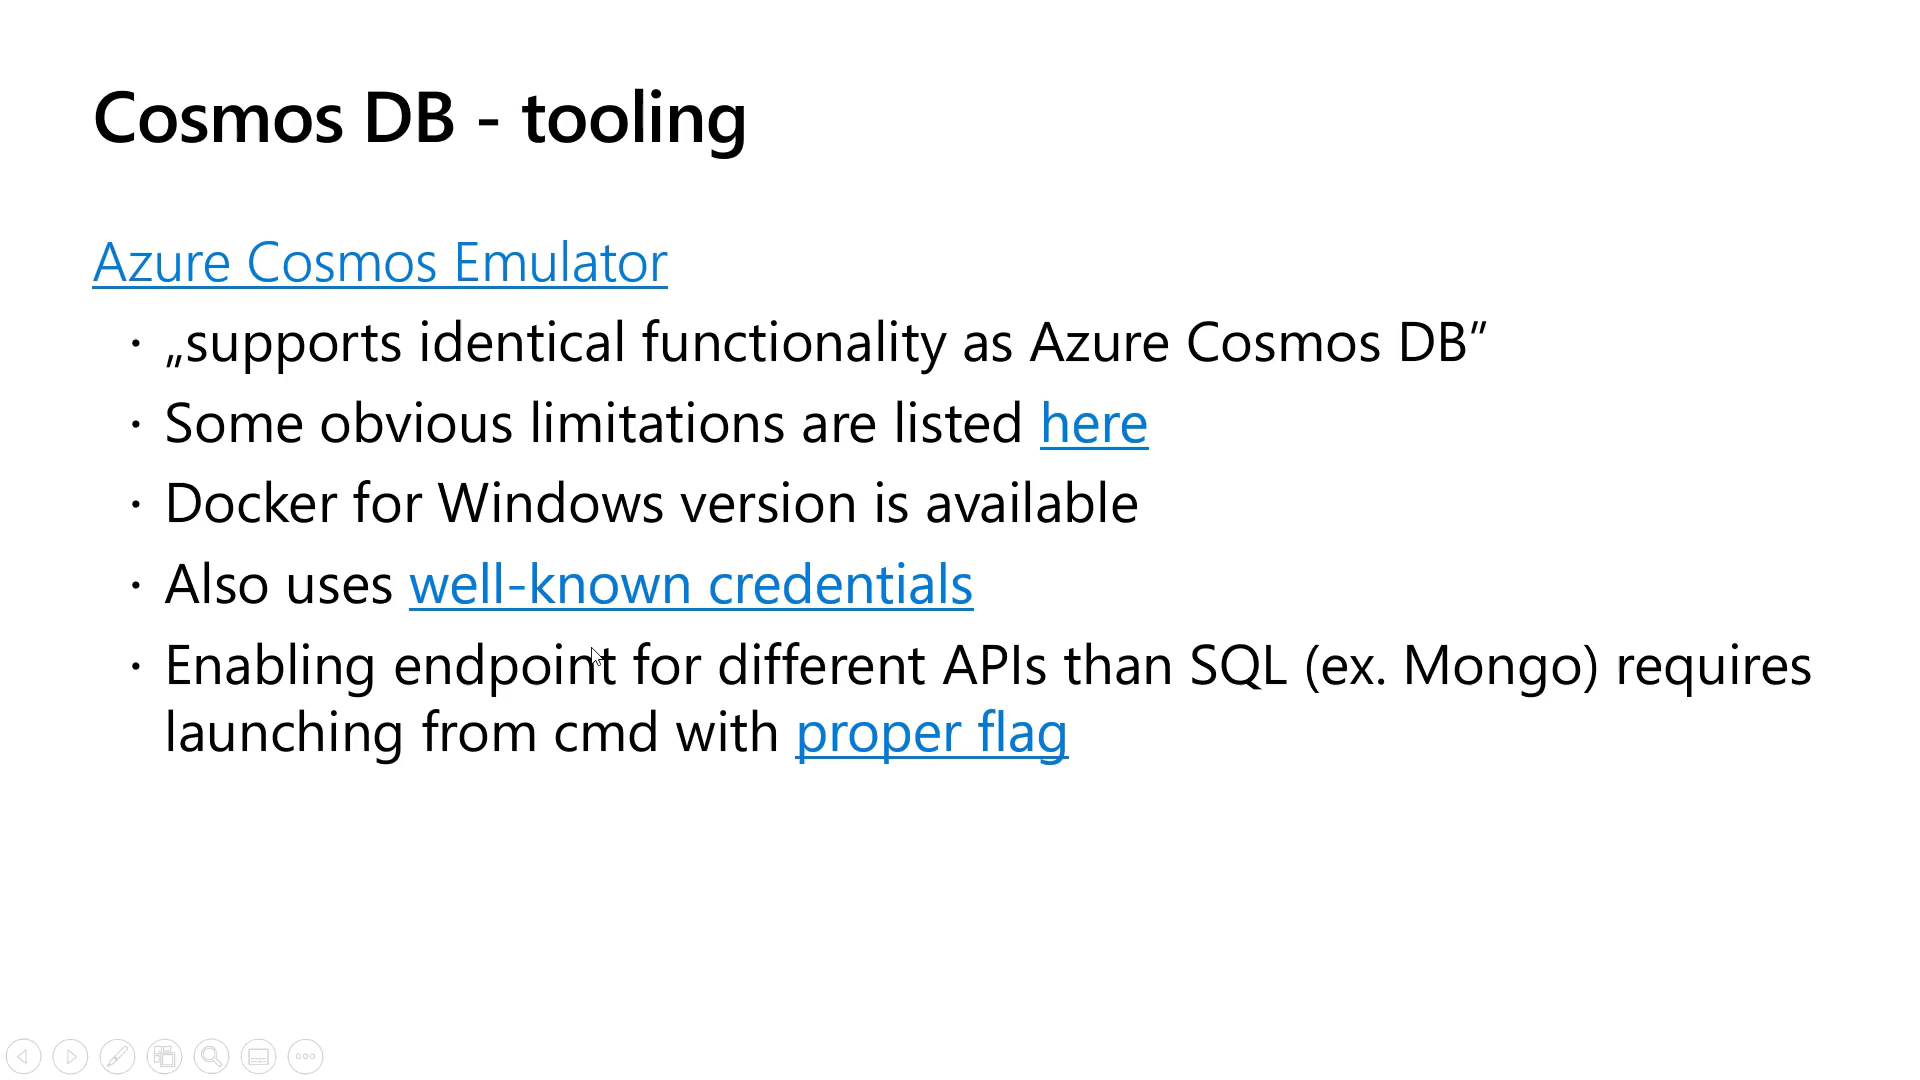 Cosmos DB - tooling
Azure Cosmos Emulator
· „supports identical functionality as Azure Cosmos DB”
· Some obvious limitations are listed here
· Docker for Windows version is available
· Also uses well-known credentials
· Enabling endpoint for different APIs than SQL (ex. Mongo) requires
launching from cmd with proper flag